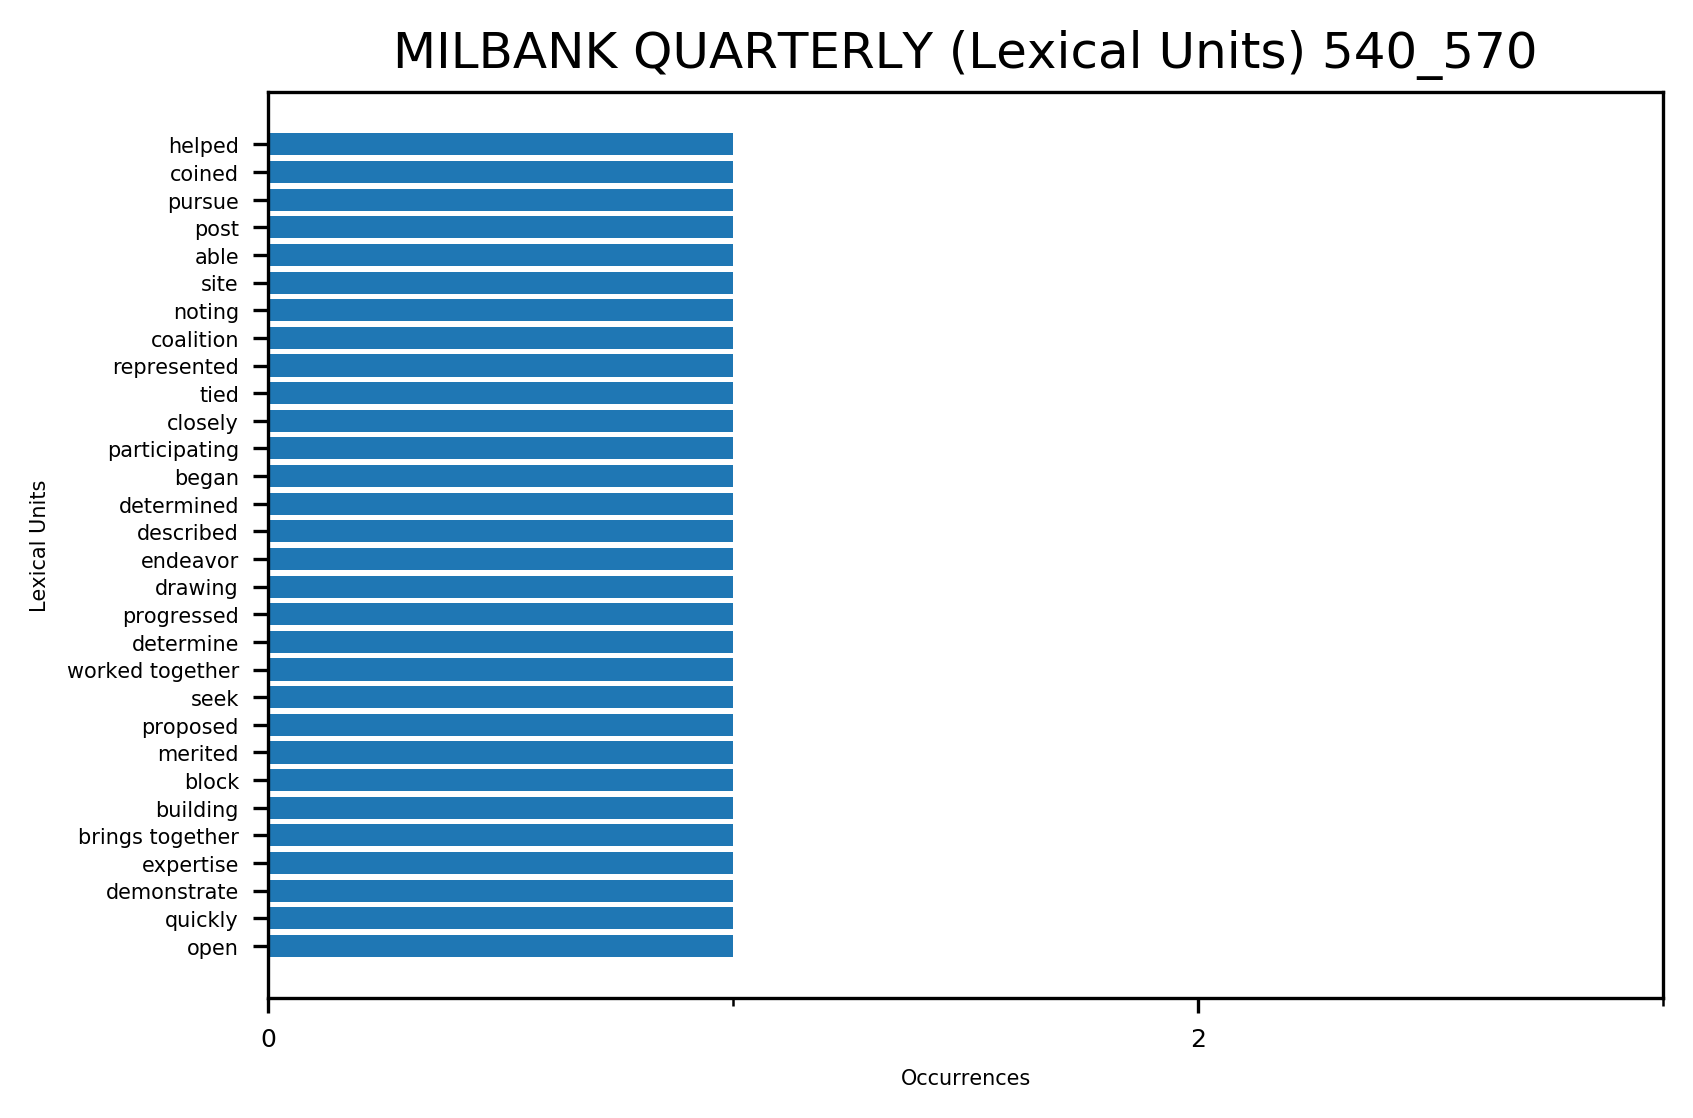 MILBANK QUARTERLY (Lexical Units) 540_570
helped
coined
pursue
post
able
site
noting
coalition
represented
tied
closely
participating
began
determined
described
endeavor
drawing
progressed
determine
worked together
seek
proposed
merited
block
building
brings together
expertise
demonstrate
quickly
open
Lexical Units
0
2
Occurrences